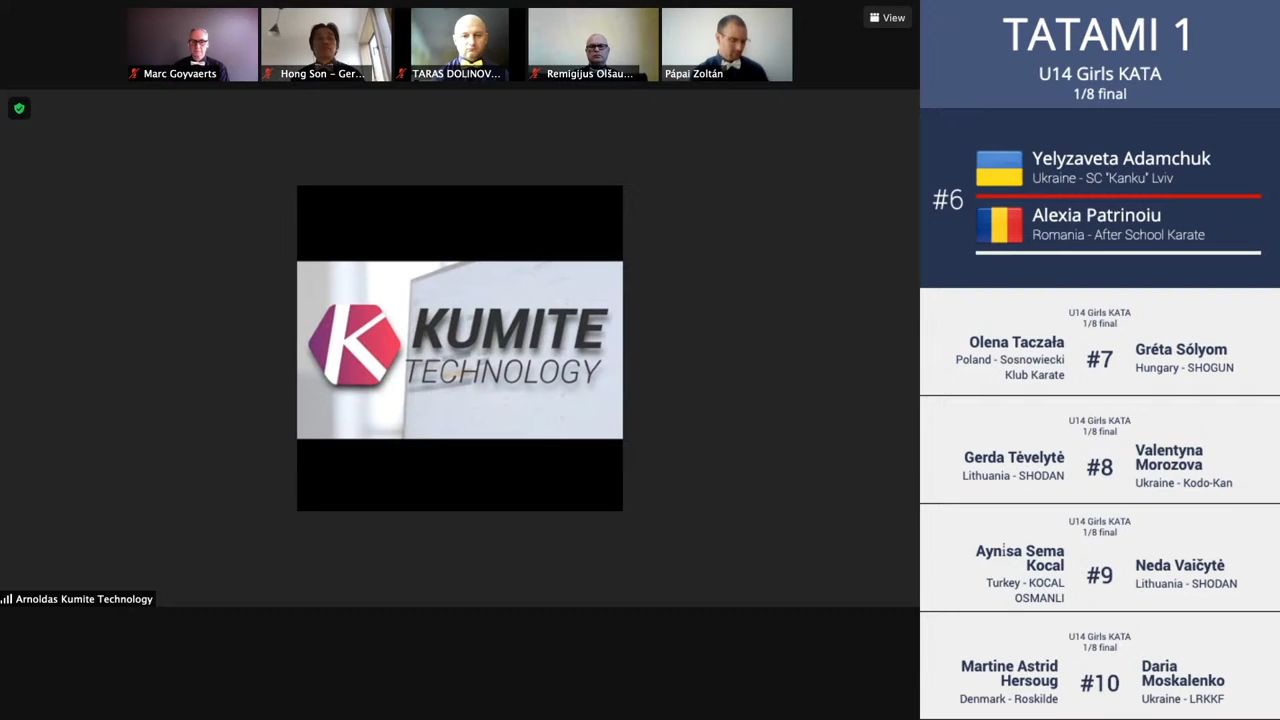 View
Marc Goyvaerts
Hong Son – Ger...
TARAS DOLINOV...
Remigijus Olšau...
Pápai Zoltán
KUMITE
TECHNOLOGY
Arnoldas Kumite Technology
TATAMI 1
U14 Girls KATA
1/8 final
#6
Yelyzaveta Adamchuk
Ukraine - SC "Kanku" Lviv
Alexia Patrinoiu
Romania - After School Karate
U14 Girls KATA
1/8 final
Olena Taczała
Poland - Sosnowiecki
Klub Karate
#7
Gréta Sólyom
Hungary - SHOGUN
U14 Girls KATA
1/8 final
Gerda Tėvelytė
Lithuania - SHODAN
#8
Valentyna
Morozova
Ukraine - Kodo-Kan
U14 Girls KATA
1/8 final
Aynisa Sema
Kocal
Turkey - KOCAL
OSMANLI
#9
Neda Vaičytė
Lithuania - SHODAN
U14 Girls KATA
1/8 final
Martine Astrid
Hersoug
Denmark - Roskilde
#10
Daria
Moskalenko
Ukraine - LRKKF